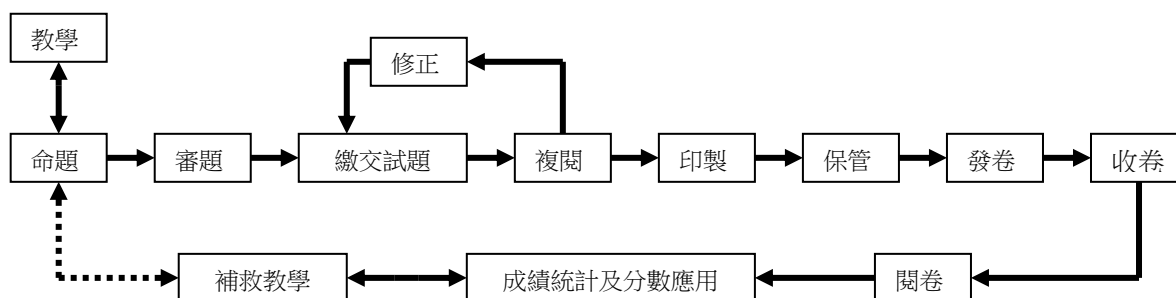 教學
修正
命題
審題
繳交試題
複閱
印製
保管
發卷
收卷
補救教學
成績統計及分數應用
閱卷